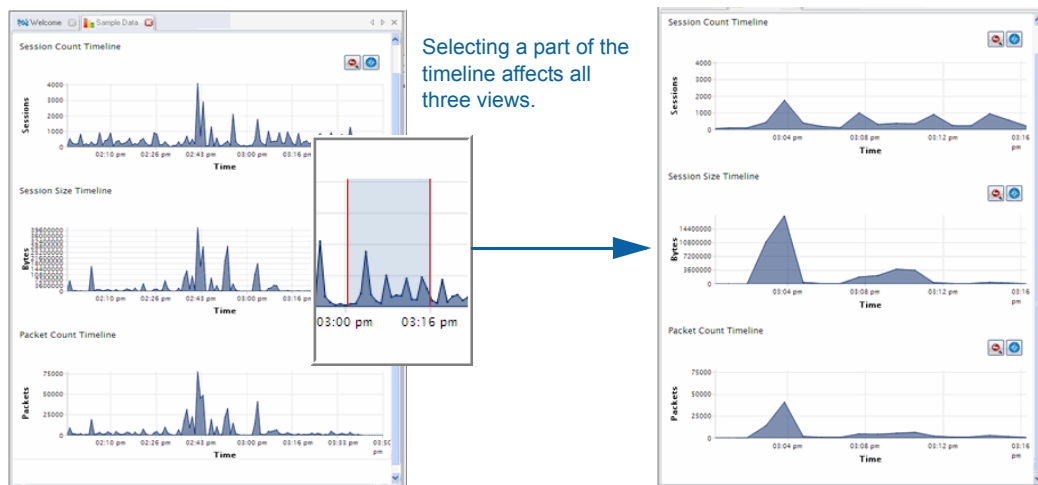 Welcome
Sample Data
Session Count Timeline
4000
3000
2000
1000
0
Sessions
02:10 pm 02:26 pm 02:43 pm 03:00 pm 03:16 pm
Time
Session Size Timeline
39600000
3600000
0
Bytes
02:10 pm 02:26 pm 02:43 pm 03:00 pm 03:16 pm
Time
Packet Count Timeline
75000
50000
25000
0
Packets
02:10 pm 02:26 pm 02:43 pm 03:00 pm 03:16 pm 03:33 pm 03:50 pm
Time
Selecting a part of the
timeline affects all
three views.
03:00 pm 03:16 pm
Session Count Timeline
4000
3000
2000
1000
0
Sessions
03:04 pm 03:08 pm 03:12 pm 03:16 pm
Time
Session Size Timeline
14400000
10800000
7200000
3600000
0
Bytes
03:04 pm 03:08 pm 03:12 pm 03:16 pm
Time
Packet Count Timeline
75000
50000
25000
0
Packets
03:04 pm 03:08 pm 03:12 pm 03:16 pm
Time